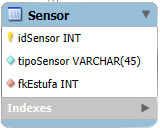 Sensor
idSensor INT
tipoSensor VARCHAR(45)
fkEstufa INT
Indexes